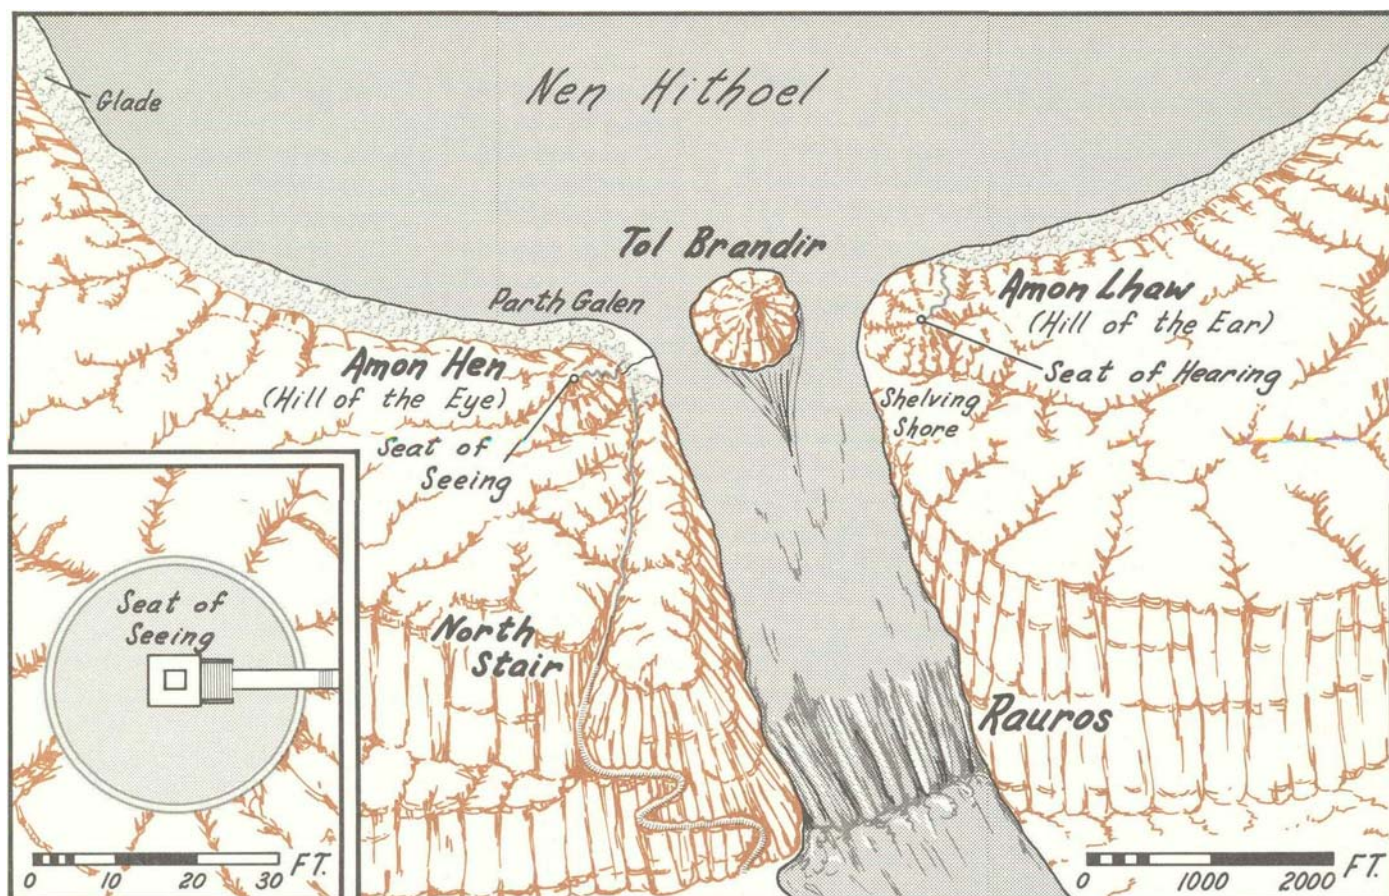 Nen Hithoel
Glade
Tol Brandir
Parth Galen
Amon Lhaw
(Hill of the Ear)
Amon Hen
(Hill of the Eye)
Seat of Hearing
Shelving
Shore
Seat of
Seeing
Seat of
Seeing
North
Stair
Rauros
0 10 20 30 FT.
0 1000 2000 FT.